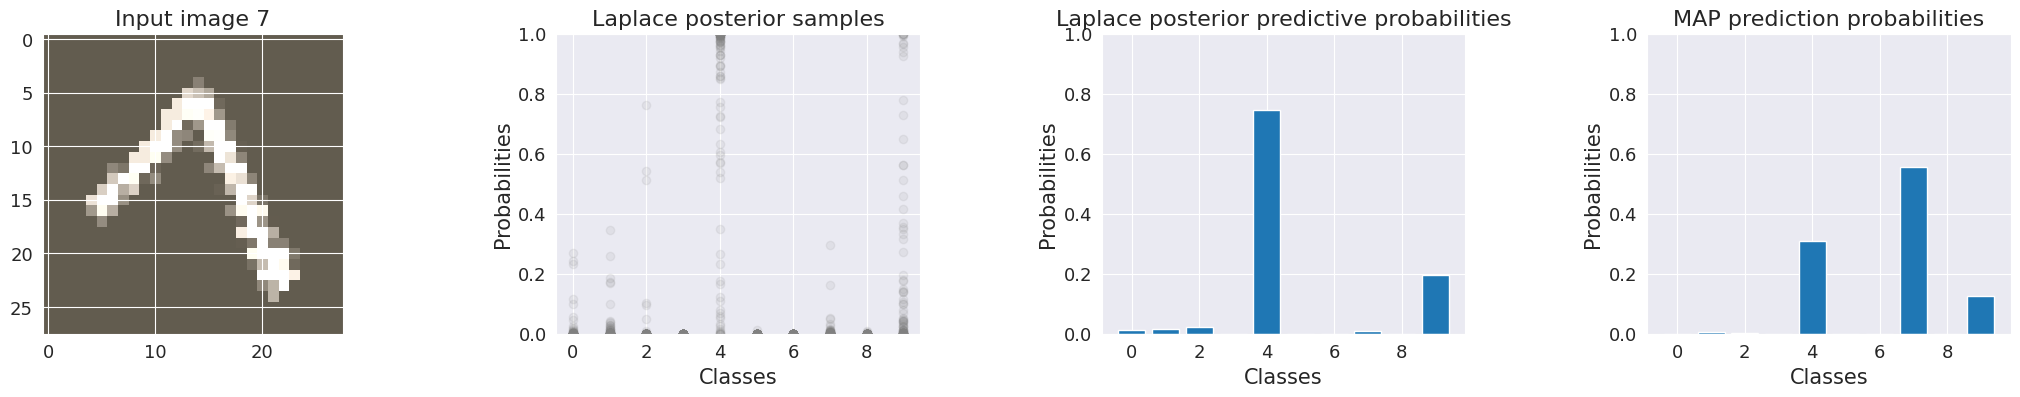 Input image 7
0
5
10
15
20
25
0 10 20
Laplace posterior samples
Probabilities
1.0
0.8
0.6
0.4
0.2
0.0
0 2 4 6 8
Classes
Laplace posterior predictive probabilities
Probabilities
1.0
0.8
0.6
0.4
0.2
0.0
0 2 4 6 8
Classes
MAP prediction probabilities
Probabilities
1.0
0.8
0.6
0.4
0.2
0.0
0 2 4 6 8
Classes